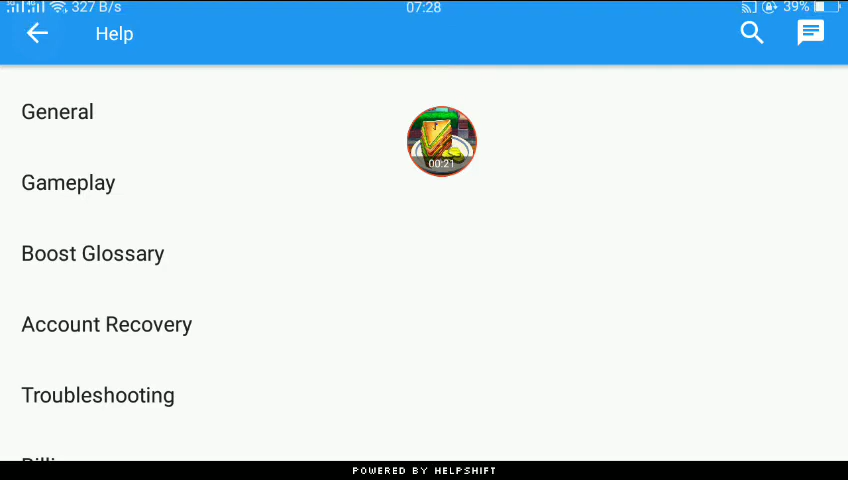 327 B/s
07:28
39%
Help
General
00:21
Gameplay
Boost Glossary
Account Recovery
Troubleshooting
POWERED BY HELPSHIFT